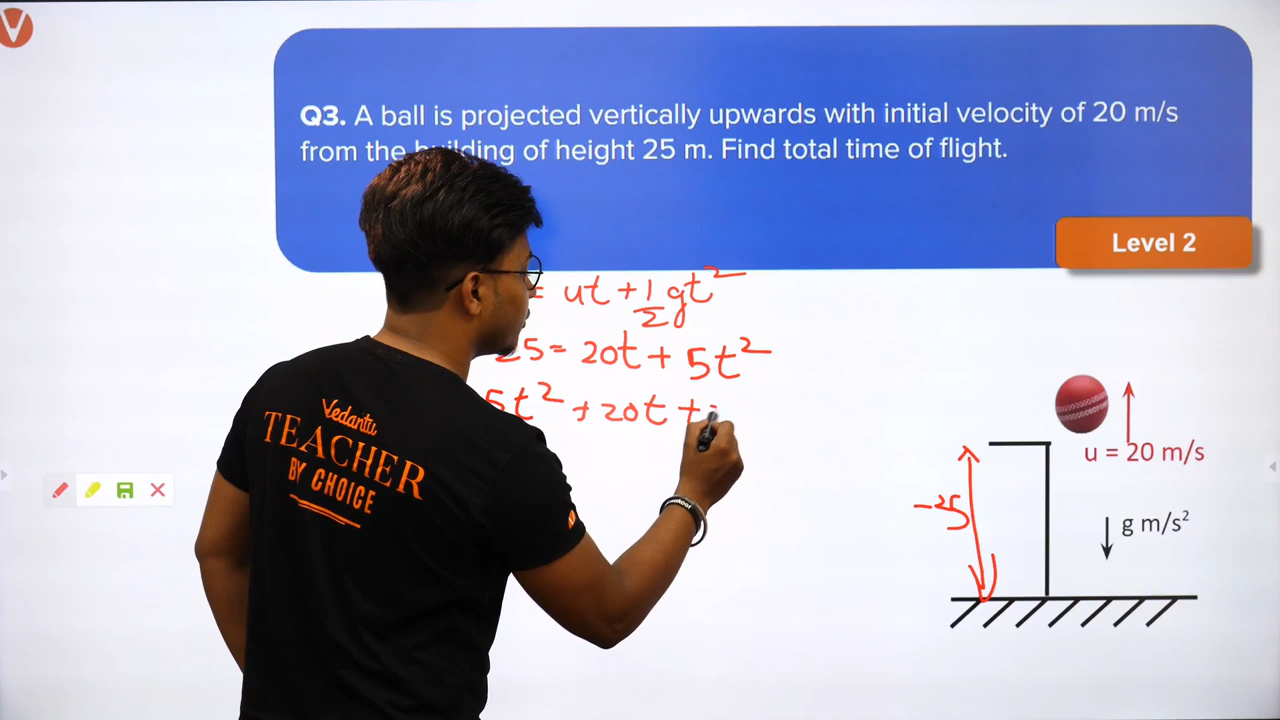 Q3. A ball is projected vertically upwards with initial velocity of 20 m/s
from the building of height 25 m. Find total time of flight.
Level 2
= ut + 1/2 gt²
25 = 20t + 5t²
5t² + 20t +
Vedantu
TEACHER
BY CHOICE
u = 20 m/s
-25
g m/s²